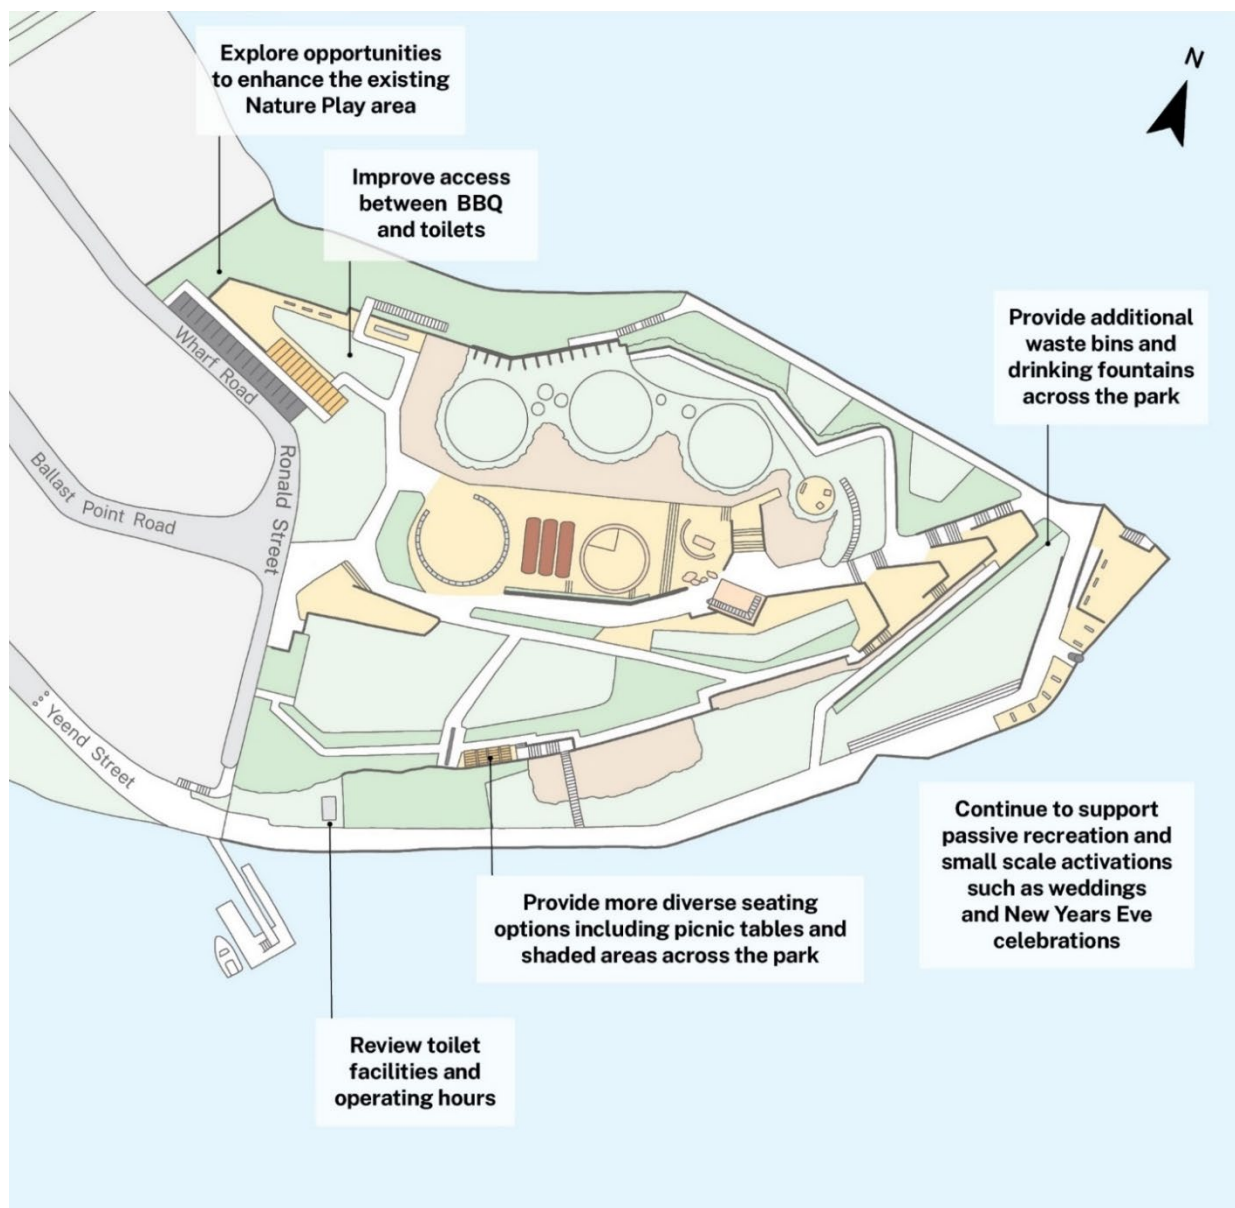 N
Explore opportunities
to enhance the existing
Nature Play area
Improve access
between BBQ
and toilets
Provide additional
waste bins and
drinking fountains
across the park
Wharf Road
Ronald Street
Ballast Point Road
Yeend Street
Continue to support
passive recreation and
small scale activations
such as weddings
and New Years Eve
celebrations
Provide more diverse seating
options including picnic tables and
shaded areas across the park
Review toilet
facilities and
operating hours